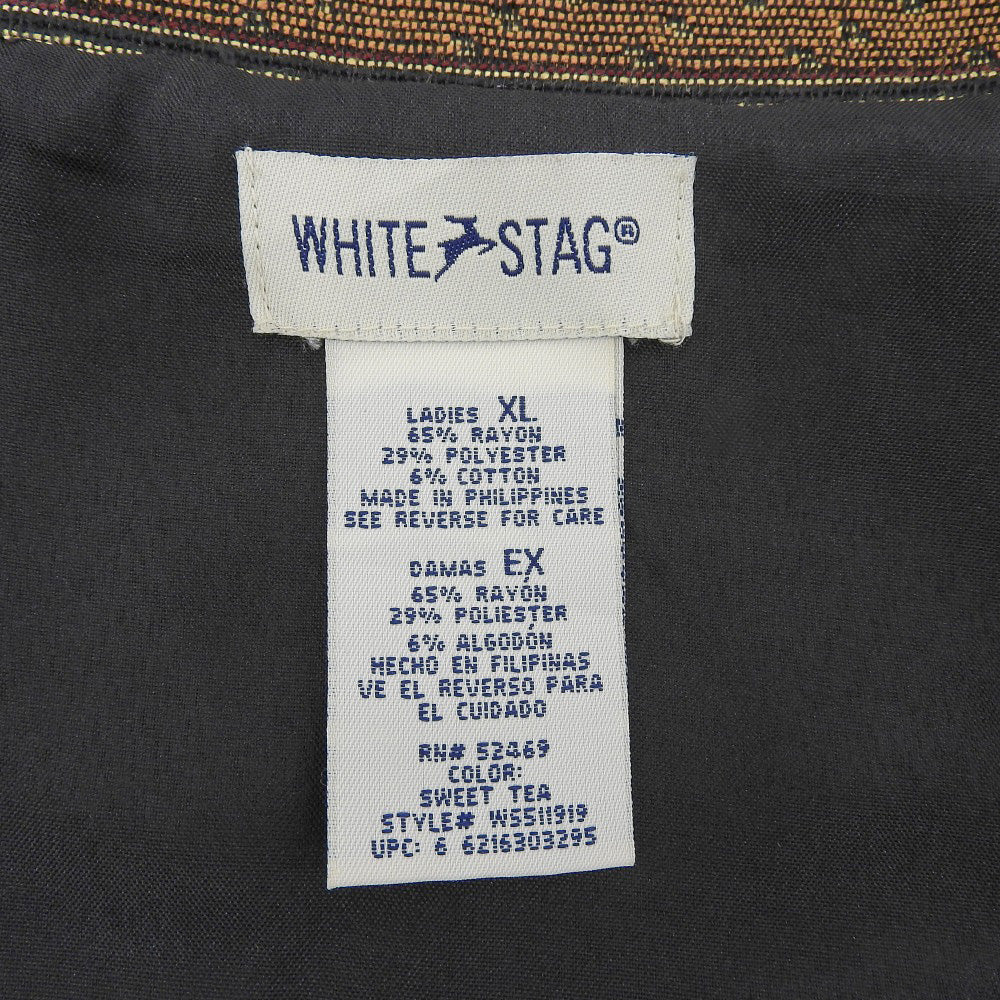 WHITE STAG®
LADIES XL
65% RAYON
29% POLYESTER
6% COTTON
MADE IN PHILIPPINES
SEE REVERSE FOR CARE
DAMAS EX
65% RAYÓN
29% POLIESTER
6% ALGODÓN
HECHO EN FILIPINAS
VE EL REVERSO PARA
EL CUIDADO
RN# 52469
COLOR:
SWEET TEA
STYLE# WS511919
UPC: 6 6216303295